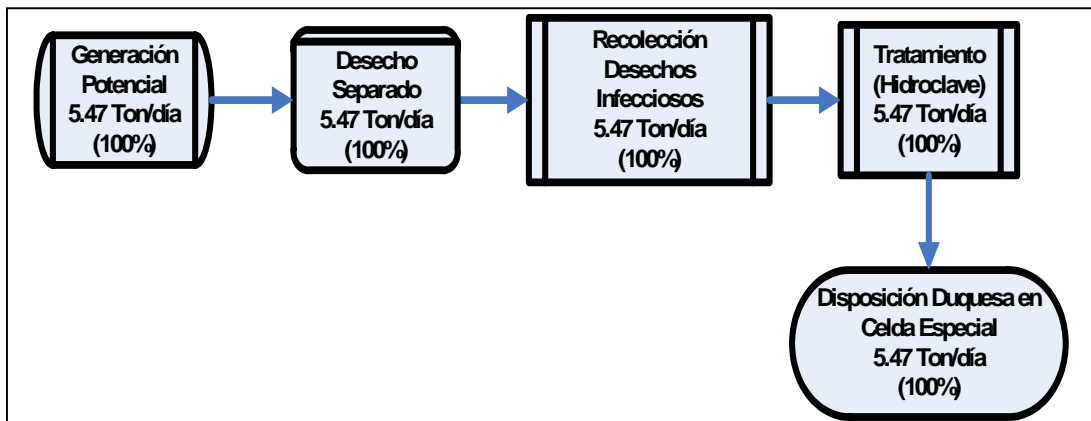 Generación
Potencial
5.47 Ton/día
(100%)
Desecho
Separado
5.47 Ton/día
(100%)
Recolección
Desechos
Infecciosos
5.47 Ton/día
(100%)
Tratamiento
(Hidroclave)
5.47 Ton/día
(100%)
Disposición Duquesa en
Celda Especial
5.47 Ton/día
(100%)